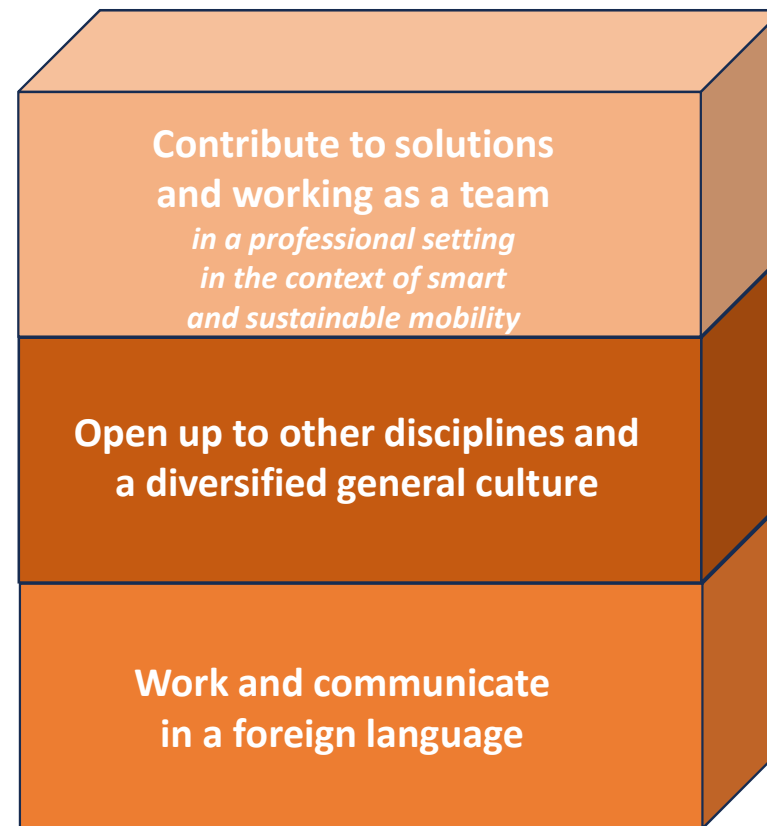 Contribute to solutions
and working as a team
in a professional setting
in the context of smart
and sustainable mobility
Open up to other disciplines and
a diversified general culture
Work and communicate
in a foreign language